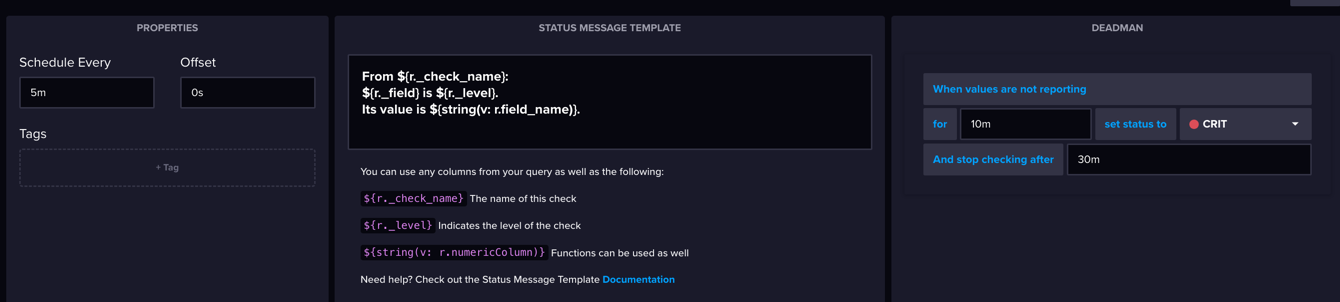 PROPERTIES
Schedule Every
Offset
5m
0s
Tags
+ Tag
STATUS MESSAGE TEMPLATE
From ${r._check_name}:
${r._field} is ${r._level}.
Its value is ${string(v: r.field_name)}.
You can use any columns from your query as well as the following:
${r._check_name} The name of this check
${r._level} Indicates the level of the check
${string(v: r.numericColumn)} Functions can be used as well
Need help? Check out the Status Message Template Documentation
DEADMAN
When values are not reporting
for 10m set status to CRIT
And stop checking after 30m